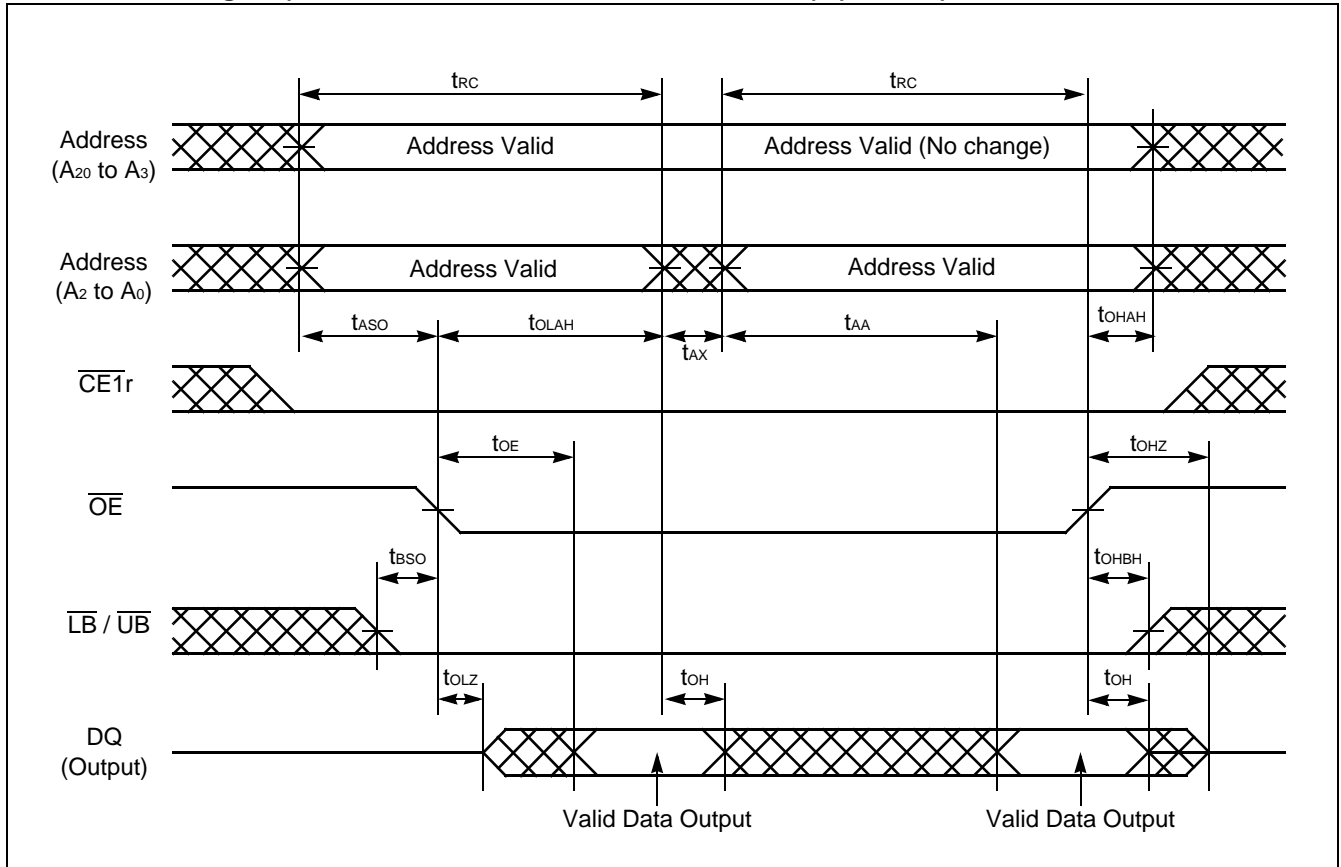 tRC tRC
Address
(A20 to A3)
Address Valid Address Valid (No change)
Address
(A2 to A0)
Address Valid Address Valid
tASO tOLAH tAX tAA tOHAH
CE1r
tOE tOHZ
OE
tBSO tOHBH
LB / UB
tOLZ tOH tOH
DQ
(Output)
Valid Data Output Valid Data Output